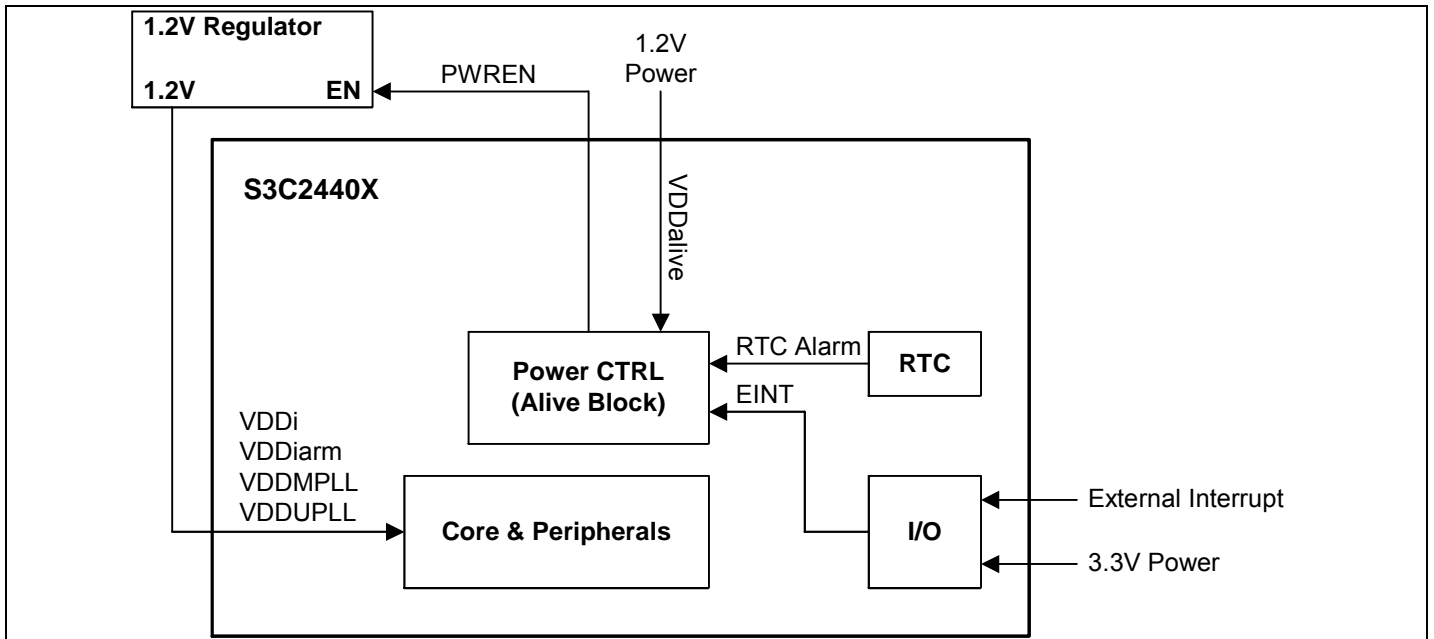 1.2V Regulator
1.2V
EN
PWREN
1.2V
Power
S3C2440X
VDDalive
Power CTRL
(Alive Block)
RTC Alarm
RTC
EINT
VDDi
VDDiarm
VDDMPLL
VDDUPLL
Core & Peripherals
I/O
External Interrupt
3.3V Power